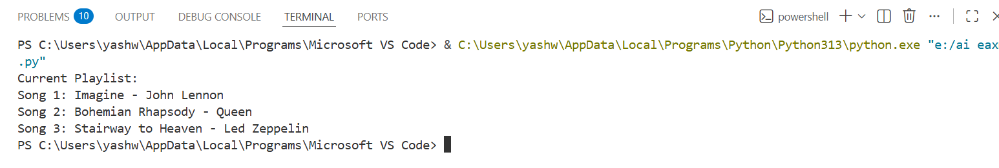 PROBLEMS 10 OUTPUT DEBUG CONSOLE TERMINAL PORTS powershell
PS C:\Users\yashw\AppData\Local\Programs\Microsoft VS Code> & C:\Users\yashw\AppData\Local\Programs\Python\Python313\python.exe "e:/ai eax
.py"
Current Playlist:
Song 1: Imagine - John Lennon
Song 2: Bohemian Rhapsody - Queen
Song 3: Stairway to Heaven - Led Zeppelin
PS C:\Users\yashw\AppData\Local\Programs\Microsoft VS Code>